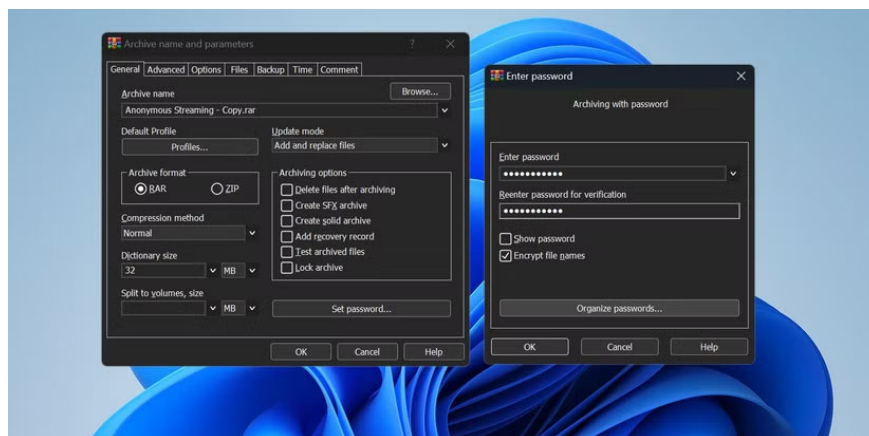 Archive name and parameters
? X
General Advanced Options Files Backup Time Comment
Archive name
Browse...
Anonymous Streaming - Copy.rar
Default Profile
Profiles...
Update mode
Add and replace files
Archive format
RAR ZIP
Compression method
Normal
Dictionary size
32 MB
Split to volumes, size
MB
Archiving options
Delete files after archiving
Create SFX archive
Create solid archive
Add recovery record
Test archived files
Lock archive
Set password...
OK Cancel Help
Enter password
Archiving with password
Enter password
•••••••••••
Reenter password for verification
•••••••••••
Show password
Encrypt file names
Organize passwords...
OK Cancel Help